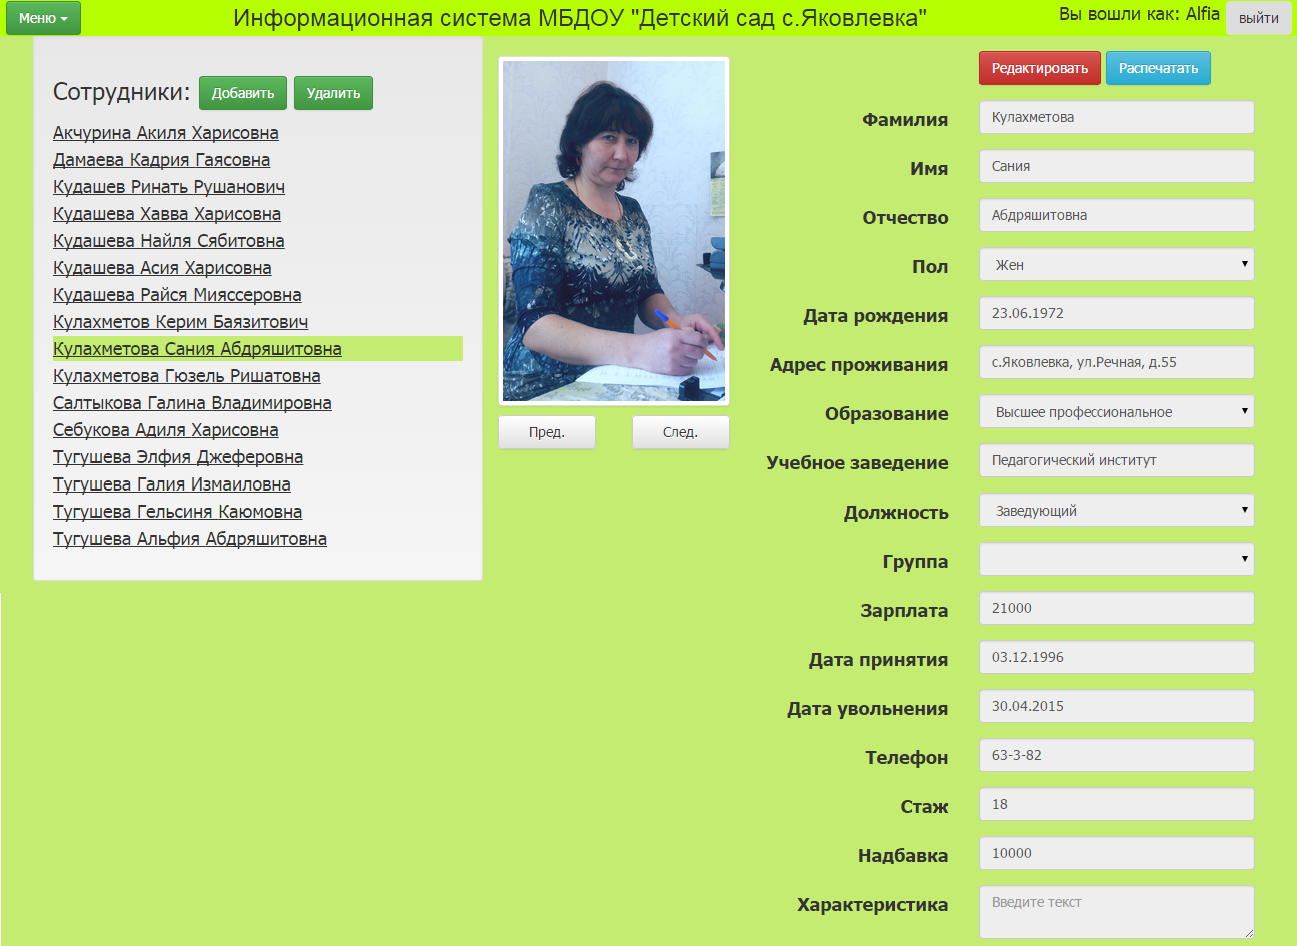 Меню
Информационная система МБДОУ "Детский сад с.Яковлевка"
Вы вошли как: Alfia
выйти
Сотрудники:
Добавить
Удалить
Акчурина Акиля Харисовна
Дамаева Кадрия Гаясовна
Кудашев Ринать Рушанович
Кудашева Хавва Харисовна
Кудашева Найля Сябитовна
Кудашева Асия Харисовна
Кудашева Райся Мияссеровна
Кулахметов Керим Баязитович
Кулахметова Сания Абдряшитовна
Кулахметова Гюзель Ришатовна
Салтыкова Галина Владимировна
Себукова Адиля Харисовна
Тугушева Элфия Джеферовна
Тугушева Галия Измаиловна
Тугушева Гельсиня Каюмовна
Тугушева Альфия Абдряшитовна
Пред.
След.
Редактировать
Распечатать
Фамилия
Кулахметова
Имя
Сания
Отчество
Абдряшитовна
Пол
Жен
Дата рождения
23.06.1972
Адрес проживания
с.Яковлевка, ул.Речная, д.55
Образование
Высшее профессиональное
Учебное заведение
Педагогический институт
Должность
Заведующий
Группа
Зарплата
21000
Дата принятия
03.12.1996
Дата увольнения
30.04.2015
Телефон
63-3-82
Стаж
18
Надбавка
10000
Характеристика
Введите текст